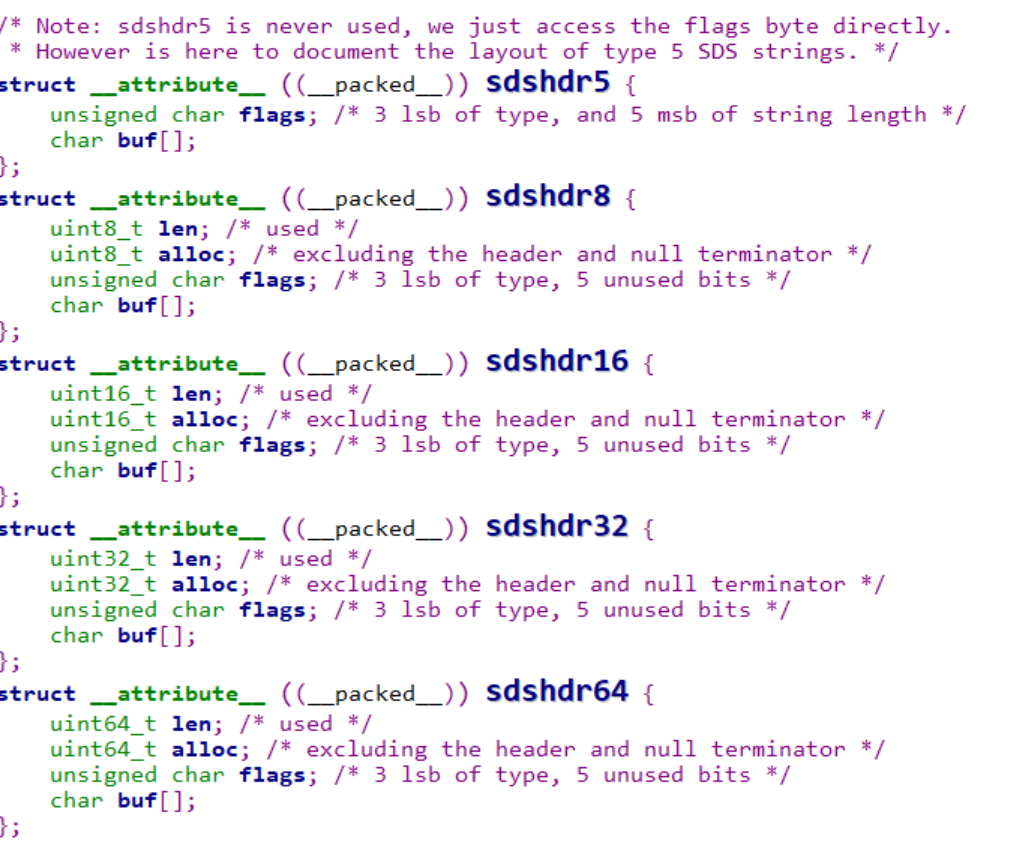 /* Note: sdshdr5 is never used, we just access the flags byte directly.
 * However is here to document the layout of type 5 SDS strings. */
struct __attribute__ ((__packed__)) sdshdr5 {
    unsigned char flags; /* 3 lsb of type, and 5 msb of string length */
    char buf[];
};
struct __attribute__ ((__packed__)) sdshdr8 {
    uint8_t len; /* used */
    uint8_t alloc; /* excluding the header and null terminator */
    unsigned char flags; /* 3 lsb of type, 5 unused bits */
    char buf[];
};
struct __attribute__ ((__packed__)) sdshdr16 {
    uint16_t len; /* used */
    uint16_t alloc; /* excluding the header and null terminator */
    unsigned char flags; /* 3 lsb of type, 5 unused bits */
    char buf[];
};
struct __attribute__ ((__packed__)) sdshdr32 {
    uint32_t len; /* used */
    uint32_t alloc; /* excluding the header and null terminator */
    unsigned char flags; /* 3 lsb of type, 5 unused bits */
    char buf[];
};
struct __attribute__ ((__packed__)) sdshdr64 {
    uint64_t len; /* used */
    uint64_t alloc; /* excluding the header and null terminator */
    unsigned char flags; /* 3 lsb of type, 5 unused bits */
    char buf[];
};